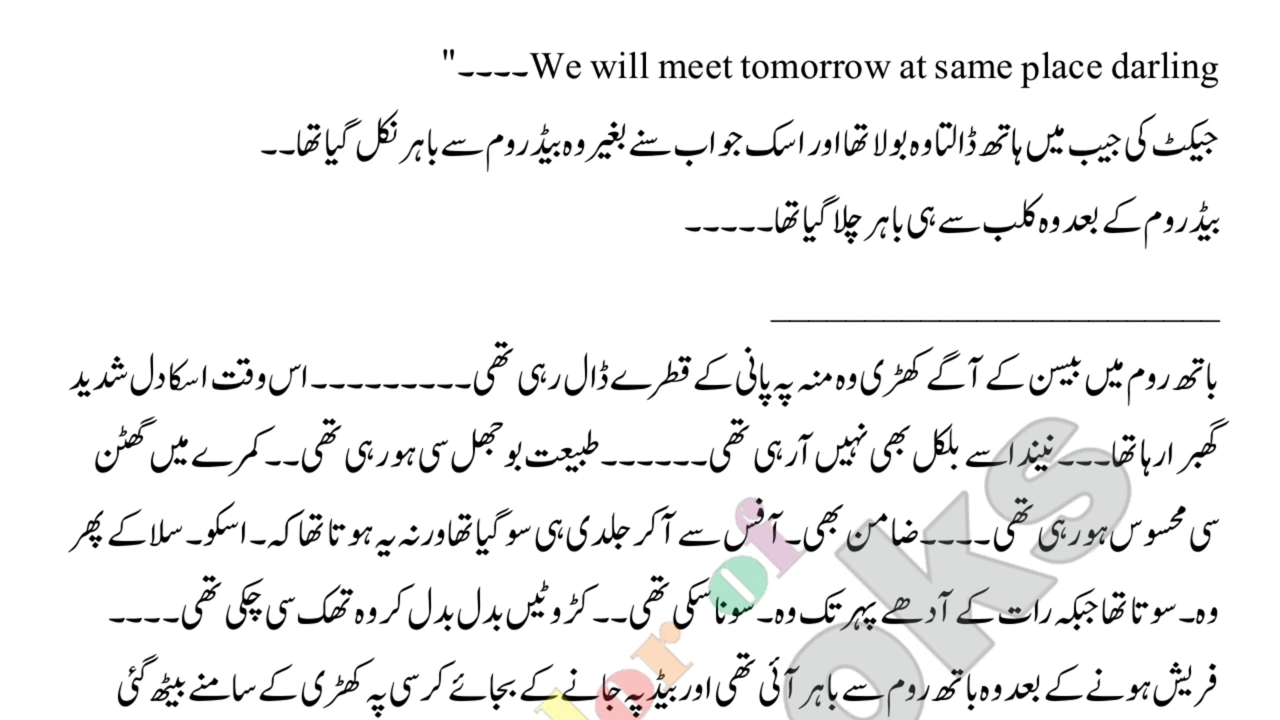 We will meet tomorrow at same place darling۔۔۔۔"
جیکٹ کی جیب میں ہاتھ ڈالتا وہ بولا تھا اور اسک جواب سنے بغیر وہ بیڈ روم سے باہر نکل گیا تھا۔۔
بیڈ روم کے بعد وہ کلب سے ہی باہر چلا گیا تھا۔۔۔۔۔
________________________
باتھ روم میں بیسن کے آگے کھڑی وہ منہ پہ پانی کے قطرے ڈال رہی تھی۔۔۔۔۔۔۔۔۔اس وقت اسکا دل شدید
گھبرا رہا تھا۔۔۔نیند اسے بلکل بھی نہیں آرہی تھی۔۔۔۔۔۔طبیعت بوجھل سی ہو رہی تھی۔۔ کمرے میں گھٹن
سی محسوس ہو رہی تھی۔۔۔۔ضامن بھی۔آفس سے آکر جلدی ہی سو گیا تھا ورنہ یہ ہوتا تھا کہ۔اسکو۔سلا کے پھر
وہ۔سوتا تھا جبکہ رات کے آدھے پہر تک وہ۔سو نا سکی تھی۔۔ کڑوٹیں بدل بدل کر وہ تھک سی چکی تھی۔۔۔۔
فریش ہونے کے بعد وہ باتھ روم سے باہر آئی تھی اور بیڈ پہ جانے کے بجائے کرسی پہ کھڑی کے سامنے بیٹھ گئی